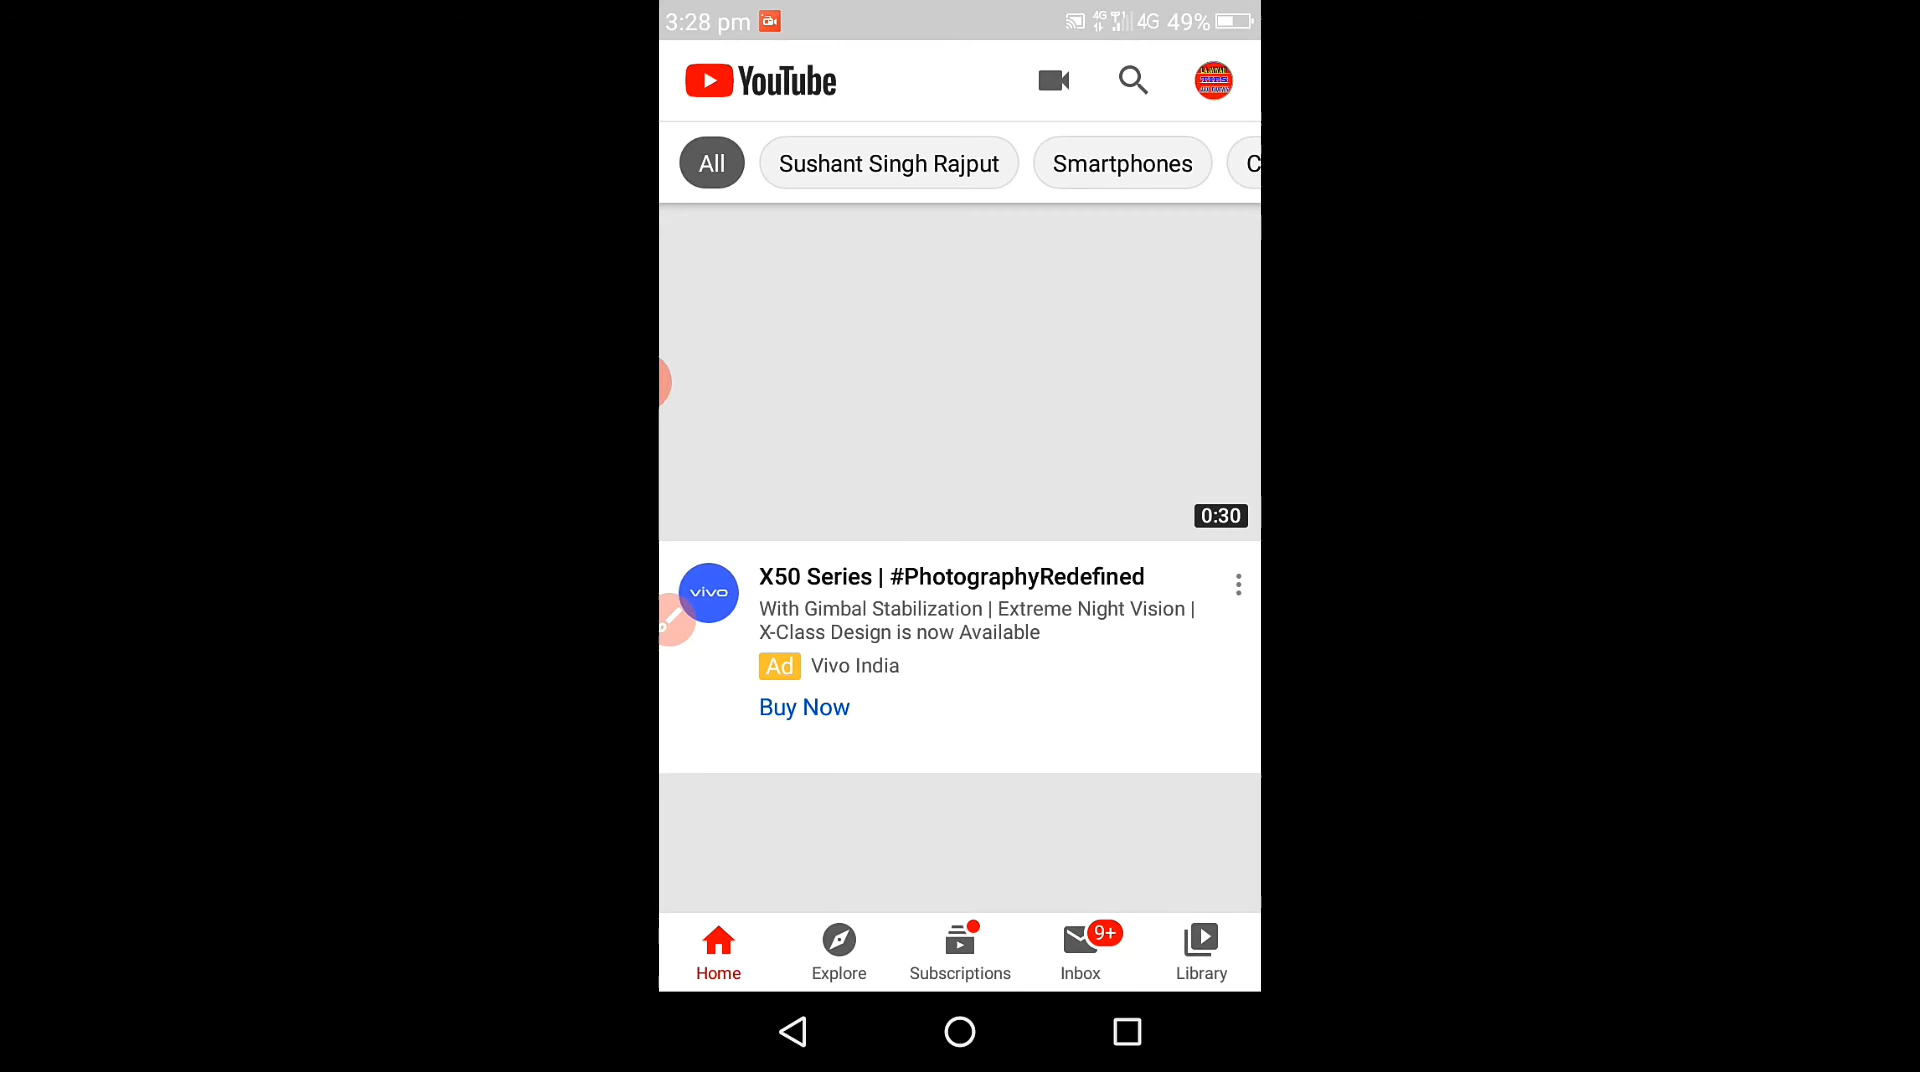 3:28 pm 4G 4G 49%
YouTube
All Sushant Singh Rajput Smartphones C
0:30
vivo
X50 Series | #PhotographyRedefined
With Gimbal Stabilization | Extreme Night Vision |
X-Class Design is now Available
Ad Vivo India
Buy Now
9+
Home Explore Subscriptions Inbox Library